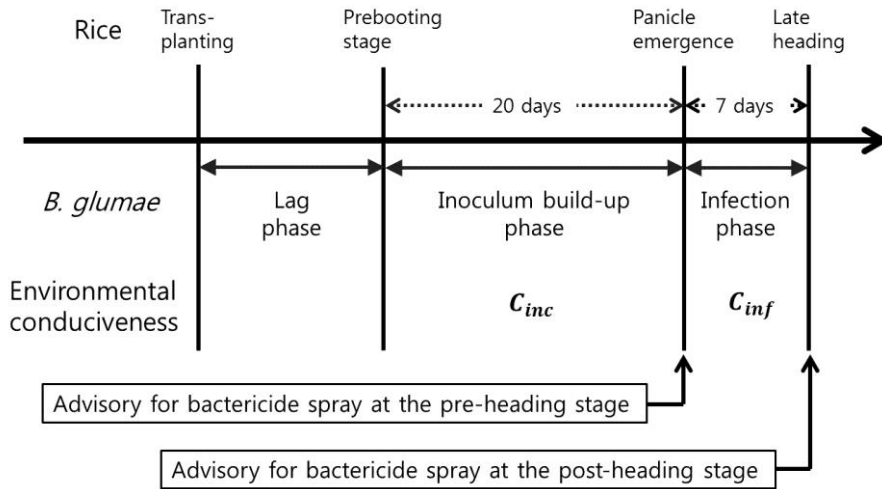 Rice
Trans-
planting
Prebooting
stage
Panicle
emergence
Late
heading
20 days
7 days
B. glumae
Lag
phase
Inoculum build-up
phase
Infection
phase
Environmental
conduciveness
C_inc
C_inf
Advisory for bactericide spray at the pre-heading stage
Advisory for bactericide spray at the post-heading stage